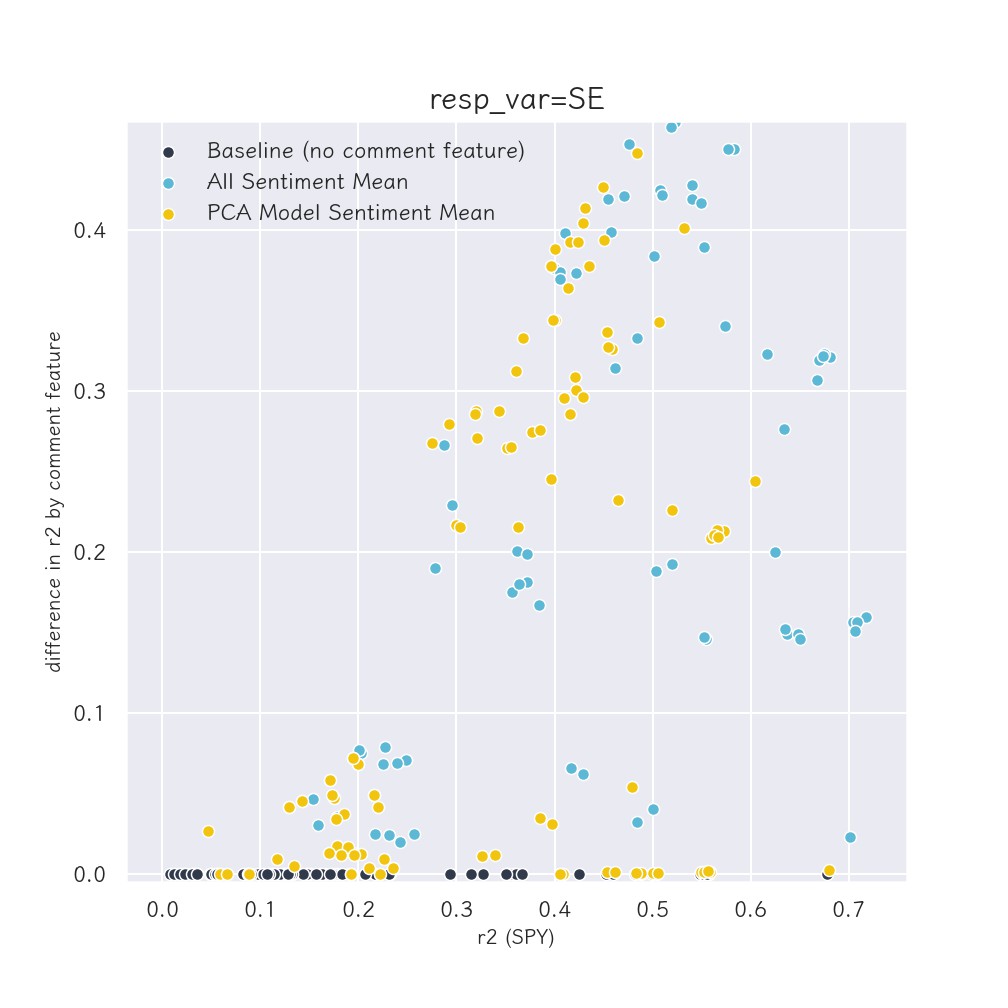 resp_var=SE
Baseline (no comment feature)
All Sentiment Mean
PCA Model Sentiment Mean
difference in r2 by comment feature
0.4
0.3
0.2
0.1
0.0
0.0 0.1 0.2 0.3 0.4 0.5 0.6 0.7
r2 (SPY)